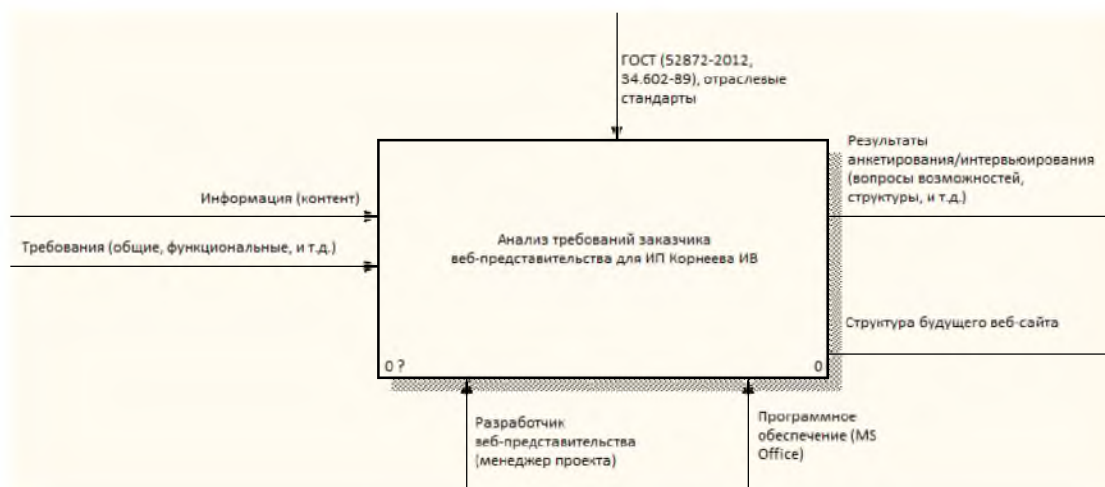 ГОСТ (52872-2012,
34.602-89), отраслевые
стандарты
Результаты
анкетирования/интервьюирования
(вопросы возможностей,
структуры, и т.д.)
Информация (контент)
Требования (общие, функциональные, и т.д.)
Анализ требований заказчика
веб-представительства для ИП Корнеева ИВ
Структура будущего веб-сайта
0 ?
0
Разработчик
веб-представительства
(менеджер проекта)
Программное
обеспечение (MS
Office)